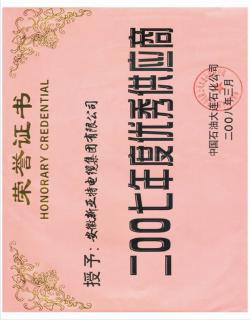 荣誉证书
HONORARY CREDENTIAL
授予：安徽新亚特电缆集团有限公司
二00七年度优秀供应商
中国石油大连石化公司
二〇〇八年三月